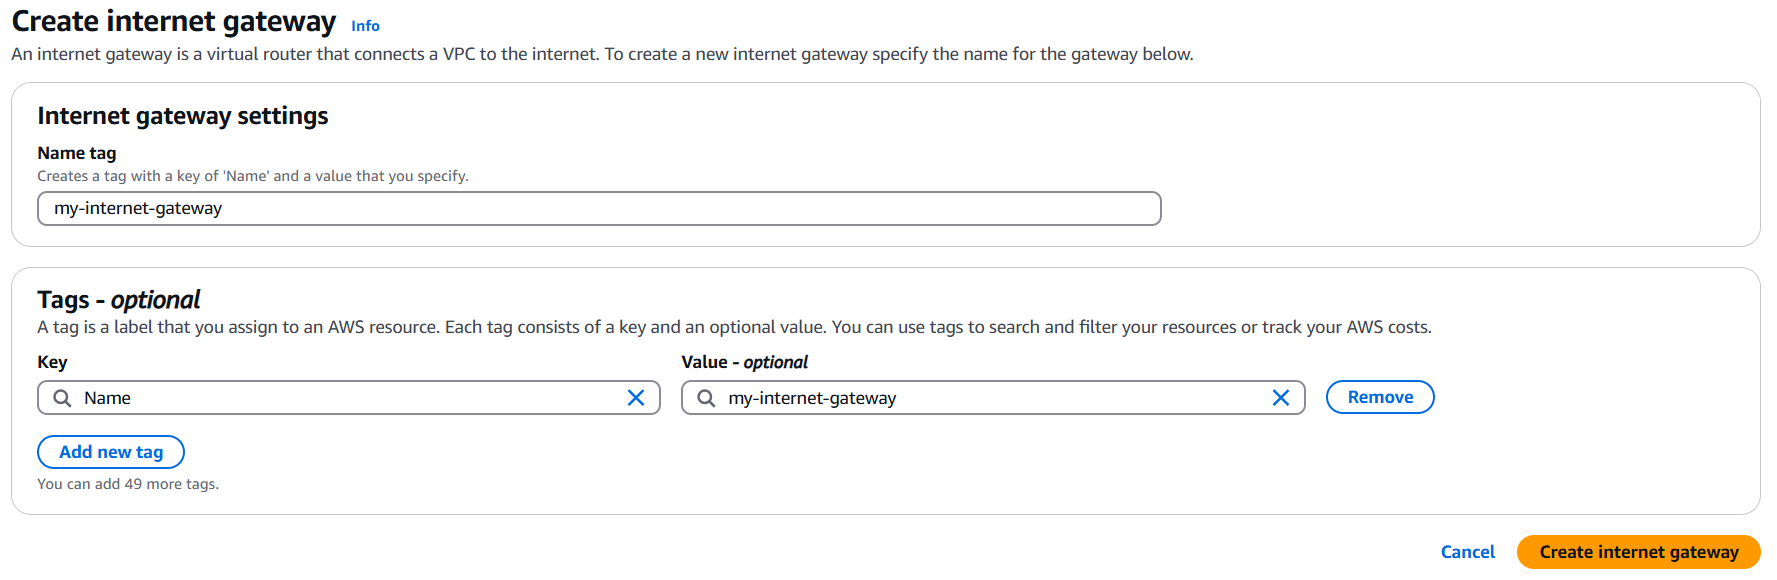 Create internet gateway Info
An internet gateway is a virtual router that connects a VPC to the internet. To create a new internet gateway specify the name for the gateway below.
Internet gateway settings
Name tag
Creates a tag with a key of 'Name' and a value that you specify.
my-internet-gateway
Tags - optional
A tag is a label that you assign to an AWS resource. Each tag consists of a key and an optional value. You can use tags to search and filter your resources or track your AWS costs.
Key Value - optional
Name my-internet-gateway Remove
Add new tag
You can add 49 more tags.
Cancel Create internet gateway